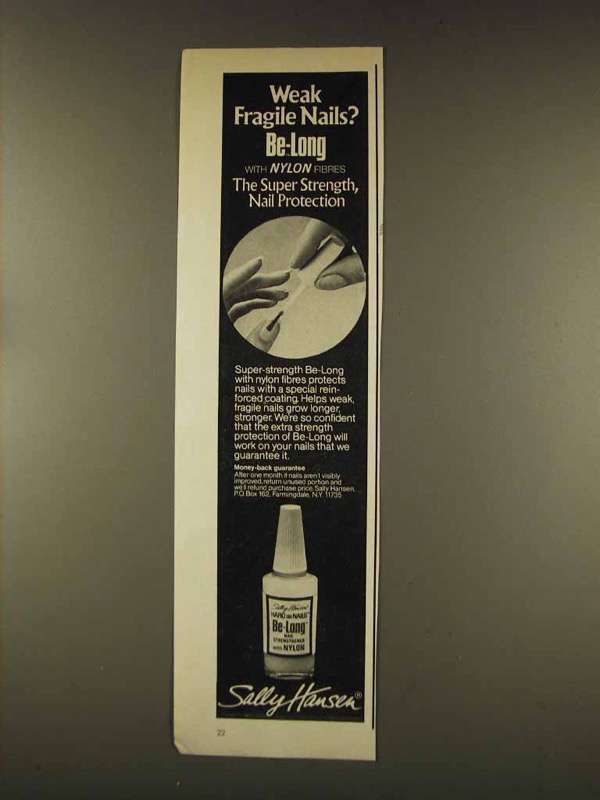 Weak
Fragile Nails?
Be-Long
WITH NYLON FIBRES
The Super Strength,
Nail Protection
Super-strength Be-Long
with nylon fibres protects
nails with a special rein-
forced coating. Helps weak,
fragile nails grow longer,
stronger. We're so confident
that the extra strength
protection of Be-Long will
work on your nails that we
guarantee it.
Money-back guarantee
After one month if nails aren't visibly
improved, return unused portion and
we'll refund purchase price. Sally Hansen,
P.O. Box 162, Farmingdale, N.Y. 11735
Sally Hansen
HARD AS NAILS
Be-Long™
NAIL
STRENGTHENER
with NYLON
Sally Hansen®
22